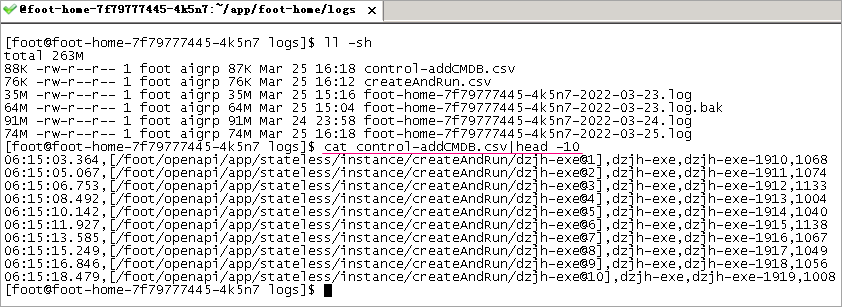 @foot-home-7f79777445-4k5n7:~/app/foot-home/logs X
[foot@foot-home-7f79777445-4k5n7 logs]$ ll -sh
total 263M
88K -rw-r--r-- 1 foot aigrp 87K Mar 25 16:18 control-addCMDB.csv
76K -rw-r--r-- 1 foot aigrp 76K Mar 25 16:12 createAndRun.csv
35M -rw-r--r-- 1 foot aigrp 35M Mar 25 15:16 foot-home-7f79777445-4k5n7-2022-03-23.log
64M -rw-r--r-- 1 foot aigrp 64M Mar 25 15:04 foot-home-7f79777445-4k5n7-2022-03-23.log.bak
91M -rw-r--r-- 1 foot aigrp 91M Mar 24 23:58 foot-home-7f79777445-4k5n7-2022-03-24.log
74M -rw-r--r-- 1 foot aigrp 74M Mar 25 16:18 foot-home-7f79777445-4k5n7-2022-03-25.log
[foot@foot-home-7f79777445-4k5n7 logs]$ cat control-addCMDB.csv|head -10
06:15:03.364,[/foot/openapi/app/stateless/instance/createAndRun/dzjh-exe@1],dzjh-exe,dzjh-exe-1910,1068
06:15:05.067,[/foot/openapi/app/stateless/instance/createAndRun/dzjh-exe@2],dzjh-exe,dzjh-exe-1911,1074
06:15:06.753,[/foot/openapi/app/stateless/instance/createAndRun/dzjh-exe@3],dzjh-exe,dzjh-exe-1912,1133
06:15:08.492,[/foot/openapi/app/stateless/instance/createAndRun/dzjh-exe@4],dzjh-exe,dzjh-exe-1913,1004
06:15:10.142,[/foot/openapi/app/stateless/instance/createAndRun/dzjh-exe@5],dzjh-exe,dzjh-exe-1914,1040
06:15:11.927,[/foot/openapi/app/stateless/instance/createAndRun/dzjh-exe@6],dzjh-exe,dzjh-exe-1915,1138
06:15:13.585,[/foot/openapi/app/stateless/instance/createAndRun/dzjh-exe@7],dzjh-exe,dzjh-exe-1916,1067
06:15:15.249,[/foot/openapi/app/stateless/instance/createAndRun/dzjh-exe@8],dzjh-exe,dzjh-exe-1917,1049
06:15:16.846,[/foot/openapi/app/stateless/instance/createAndRun/dzjh-exe@9],dzjh-exe,dzjh-exe-1918,1056
06:15:18.479,[/foot/openapi/app/stateless/instance/createAndRun/dzjh-exe@10],dzjh-exe,dzjh-exe-1919,1008
[foot@foot-home-7f79777445-4k5n7 logs]$